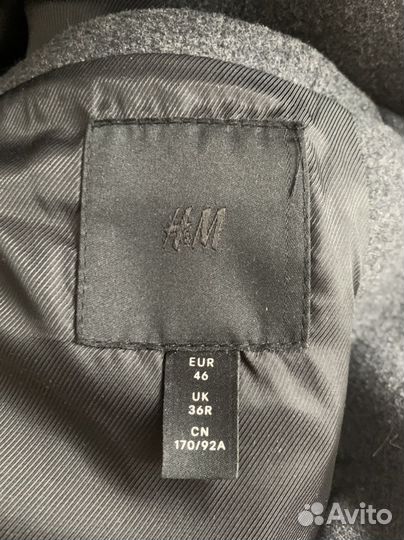 H&M
EUR
46
UK
36R
CN
170/92A
Avito